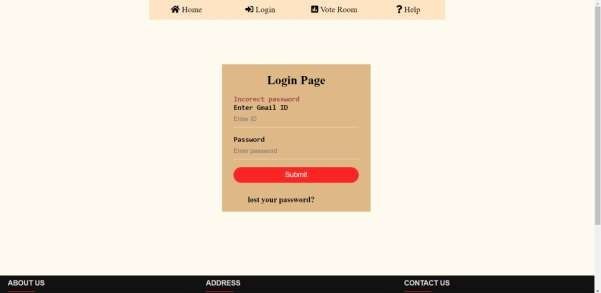 Home Login Vote Room Help
Login Page
Incorect password
Enter Gmail ID
Enter ID
Password
Enter password
Submit
lost your password?
ABOUT US ADDRESS CONTACT US